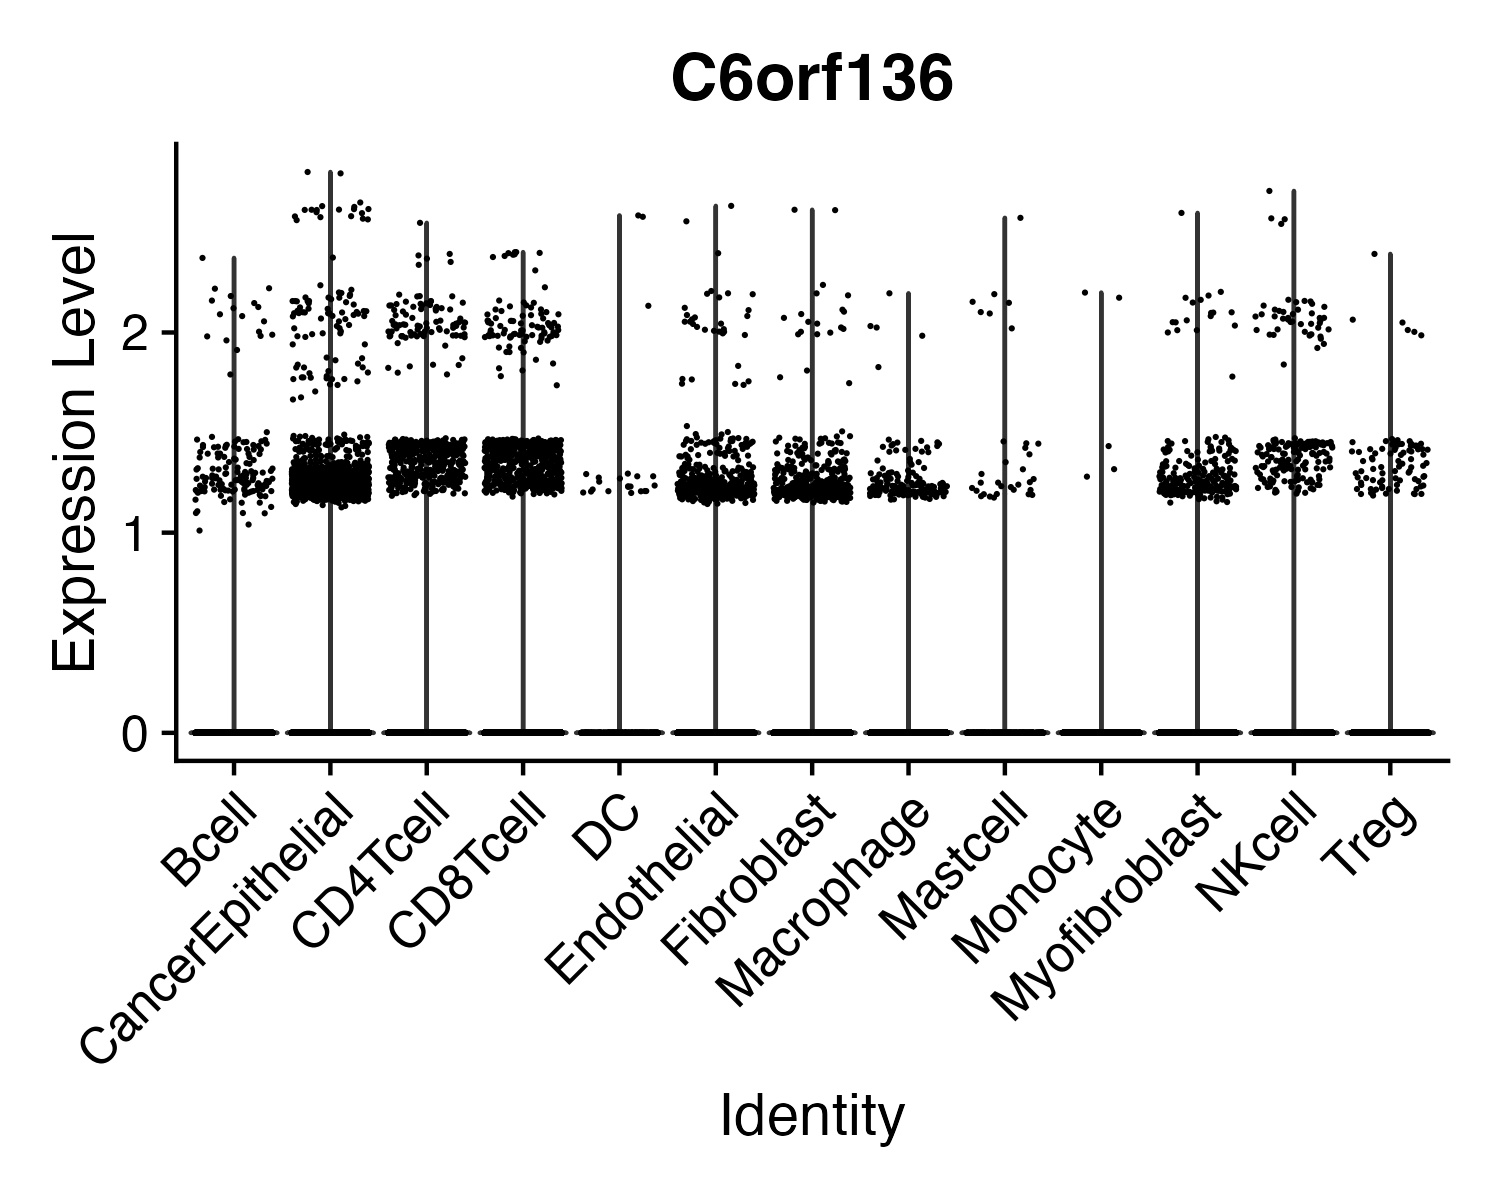 C6orf136
Expression Level
2
1
0
Bcell
CancerEpithelial
CD4Tcell
CD8Tcell
DC
Endothelial
Fibroblast
Macrophage
Mastcell
Monocyte
Myofibroblast
NKcell
Treg
Identity